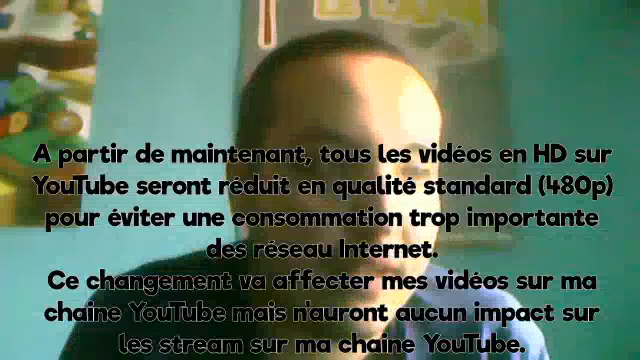 A partir de maintenant, tous les vidéos en HD sur
YouTube seront réduit en qualité standard (480p)
pour éviter une consommation trop importante
des réseau Internet.
Ce changement va affecter mes vidéos sur ma
chaine YouTube mais n'auront aucun impact sur
les stream sur ma chaine YouTube.